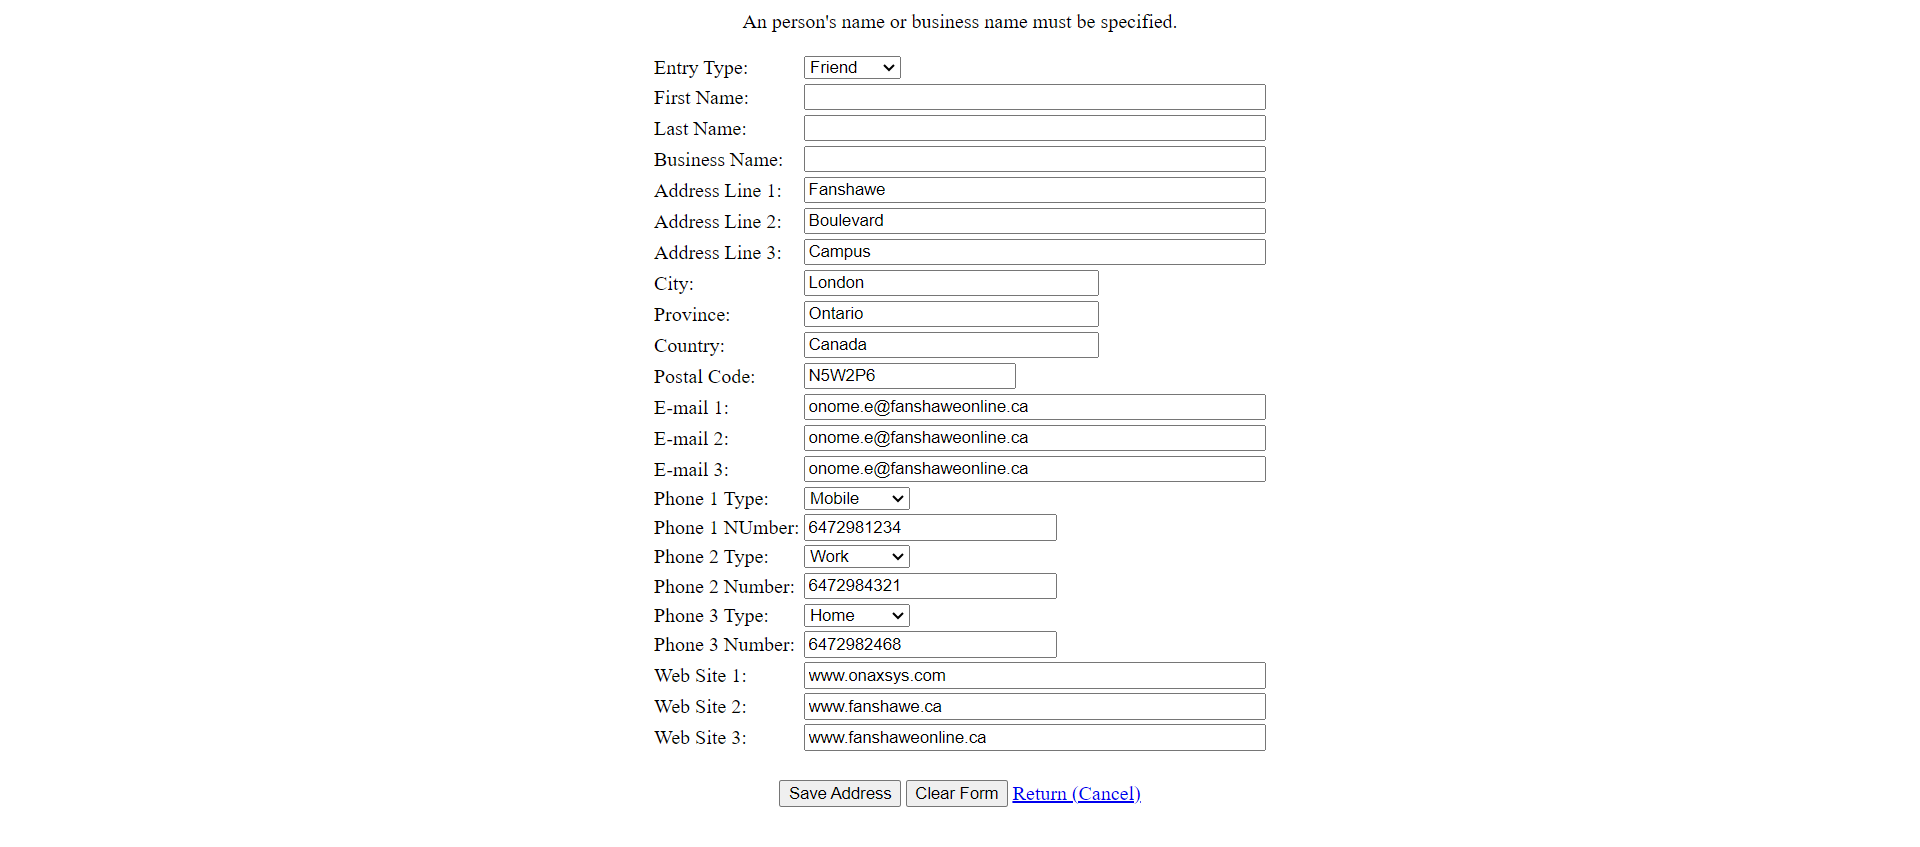 An person's name or business name must be specified.
Entry Type: Friend
First Name:
Last Name:
Business Name:
Address Line 1: Fanshawe
Address Line 2: Boulevard
Address Line 3: Campus
City: London
Province: Ontario
Country: Canada
Postal Code: N5W2P6
E-mail 1: onome.e@fanshaweonline.ca
E-mail 2: onome.e@fanshaweonline.ca
E-mail 3: onome.e@fanshaweonline.ca
Phone 1 Type: Mobile
Phone 1 NUmber: 6472981234
Phone 2 Type: Work
Phone 2 Number: 6472984321
Phone 3 Type: Home
Phone 3 Number: 6472982468
Web Site 1: www.onaxsys.com
Web Site 2: www.fanshawe.ca
Web Site 3: www.fanshaweonline.ca
Save Address Clear Form Return (Cancel)